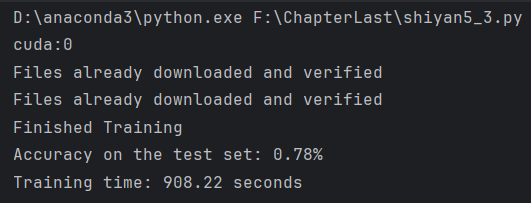 D:\anaconda3\python.exe F:\ChapterLast\shiyan5_3.py
cuda:0
Files already downloaded and verified
Files already downloaded and verified
Finished Training
Accuracy on the test set: 0.78%
Training time: 908.22 seconds